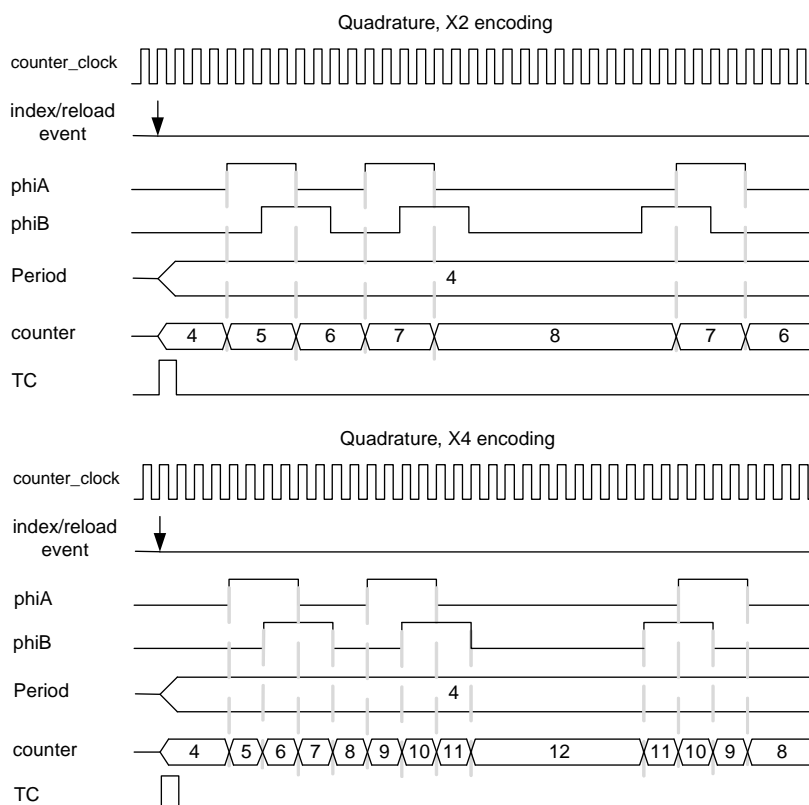 Quadrature, X2 encoding
counter_clock
index/reload
event
phiA
phiB
Period
4
counter
4 5 6 7 8 7 6
TC
Quadrature, X4 encoding
counter_clock
index/reload
event
phiA
phiB
Period
4
counter
4 5 6 7 8 9 10 11 12 11 10 9 8
TC